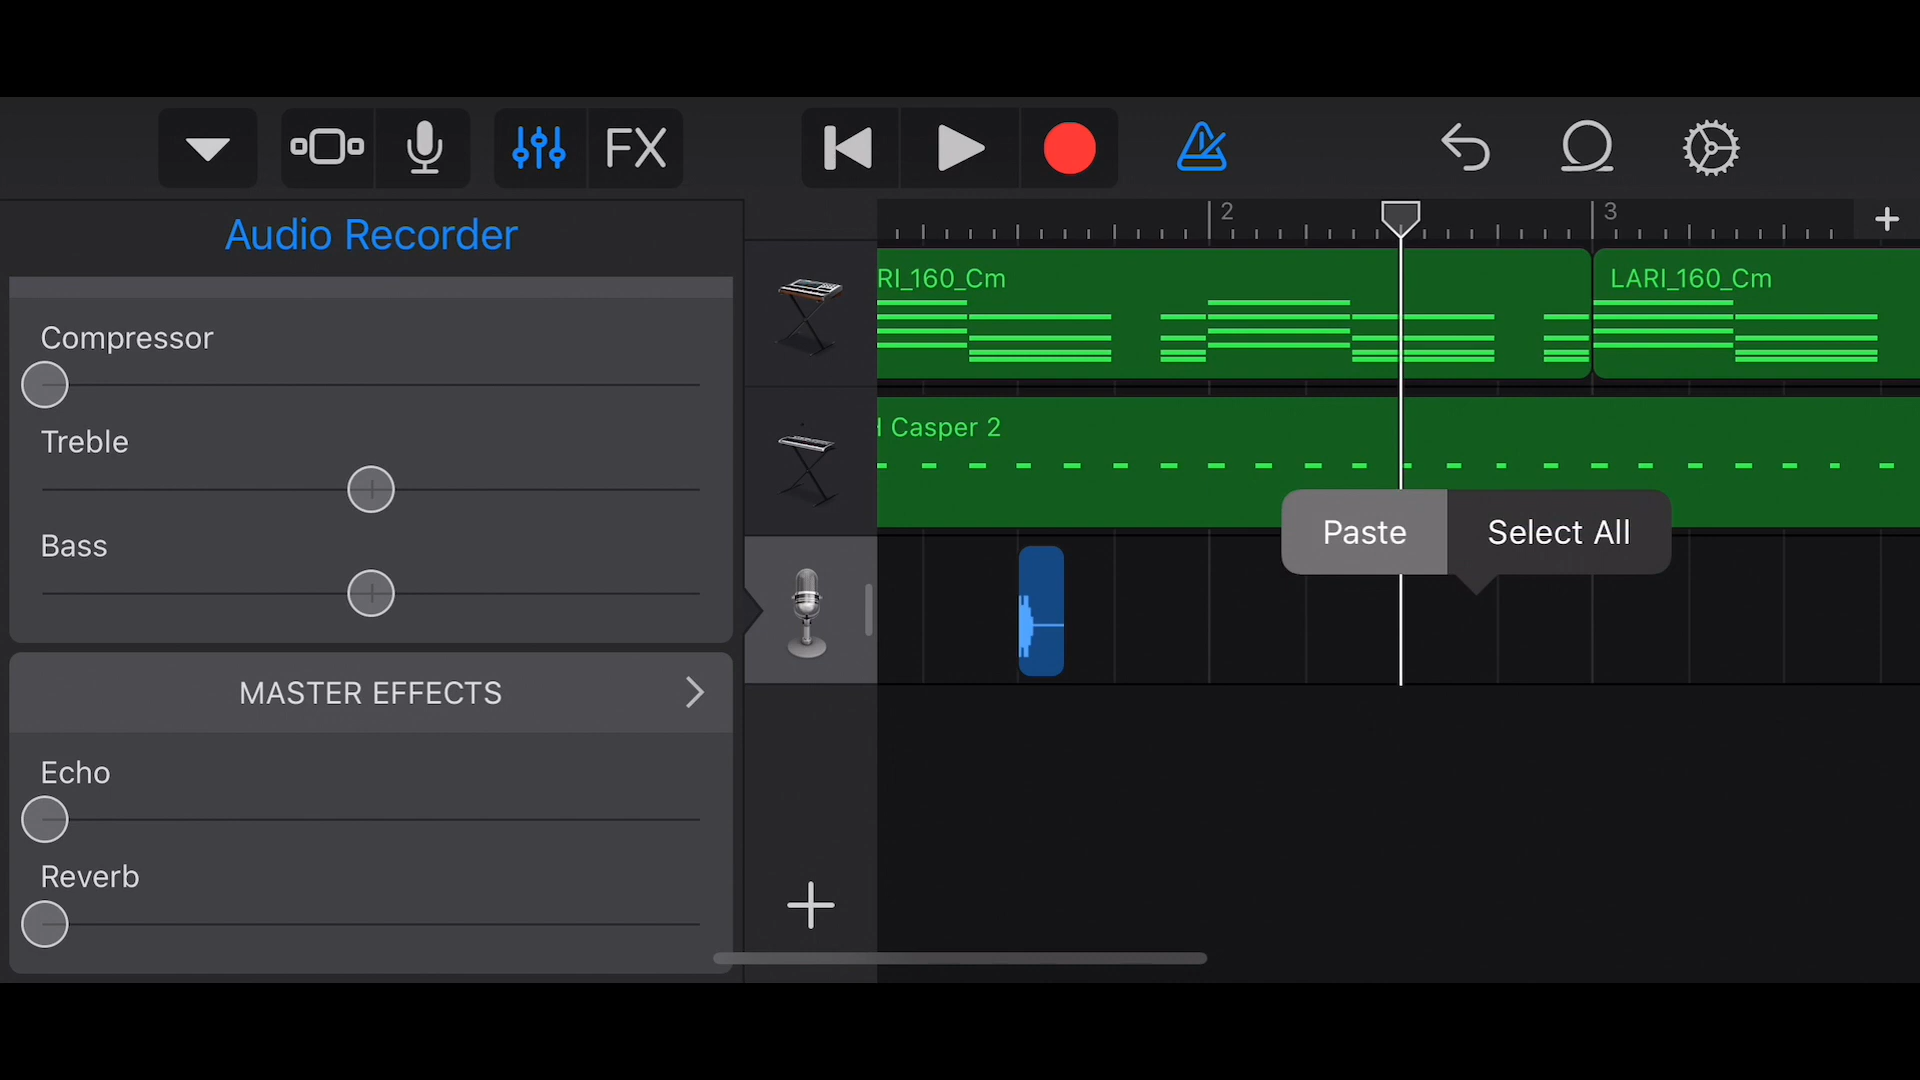 FX
Audio Recorder
2
3
RI_160_Cm
LARI_160_Cm
Compressor
Treble
Casper 2
Paste
Select All
Bass
MASTER EFFECTS
Echo
Reverb